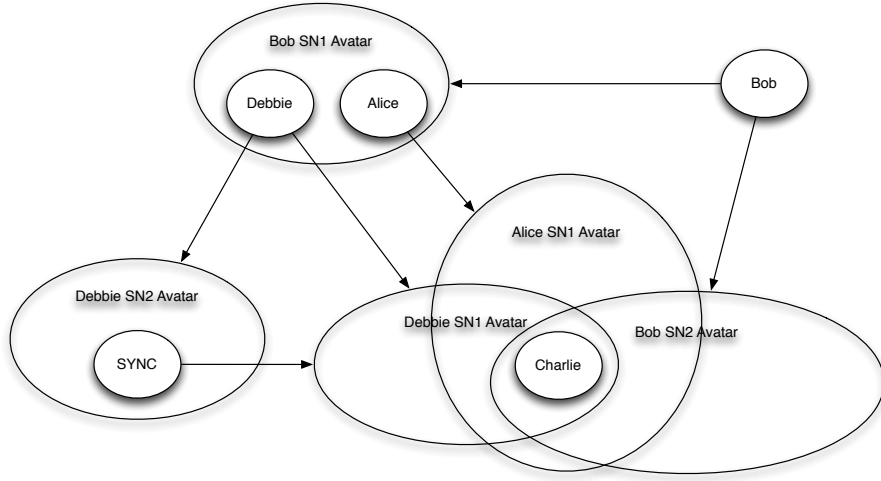 Bob SN1 Avatar
Debbie
Alice
Bob
Alice SN1 Avatar
Debbie SN2 Avatar
Debbie SN1 Avatar
Bob SN2 Avatar
SYNC
Charlie